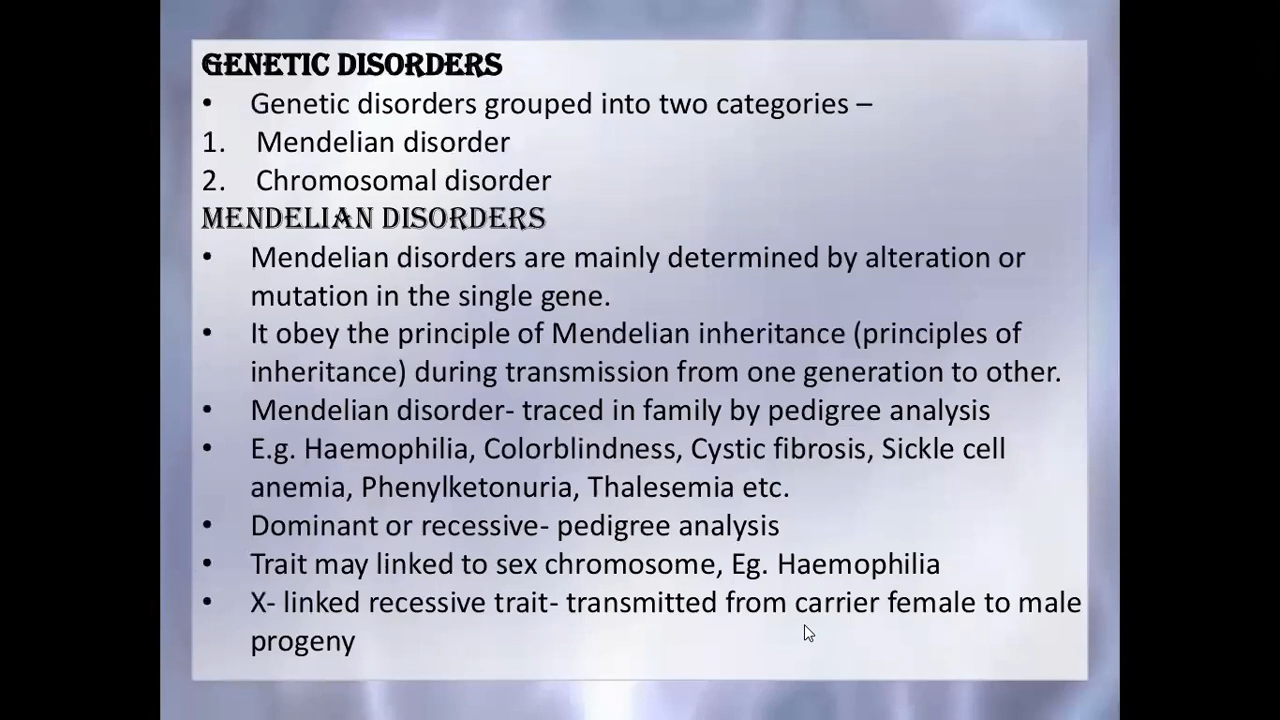 GENETIC DISORDERS
• Genetic disorders grouped into two categories –
1. Mendelian disorder
2. Chromosomal disorder
MENDELIAN DISORDERS
• Mendelian disorders are mainly determined by alteration or
mutation in the single gene.
• It obey the principle of Mendelian inheritance (principles of
inheritance) during transmission from one generation to other.
• Mendelian disorder- traced in family by pedigree analysis
• E.g. Haemophilia, Colorblindness, Cystic fibrosis, Sickle cell
anemia, Phenylketonuria, Thalesemia etc.
• Dominant or recessive- pedigree analysis
• Trait may linked to sex chromosome, Eg. Haemophilia
• X- linked recessive trait- transmitted from carrier female to male
progeny